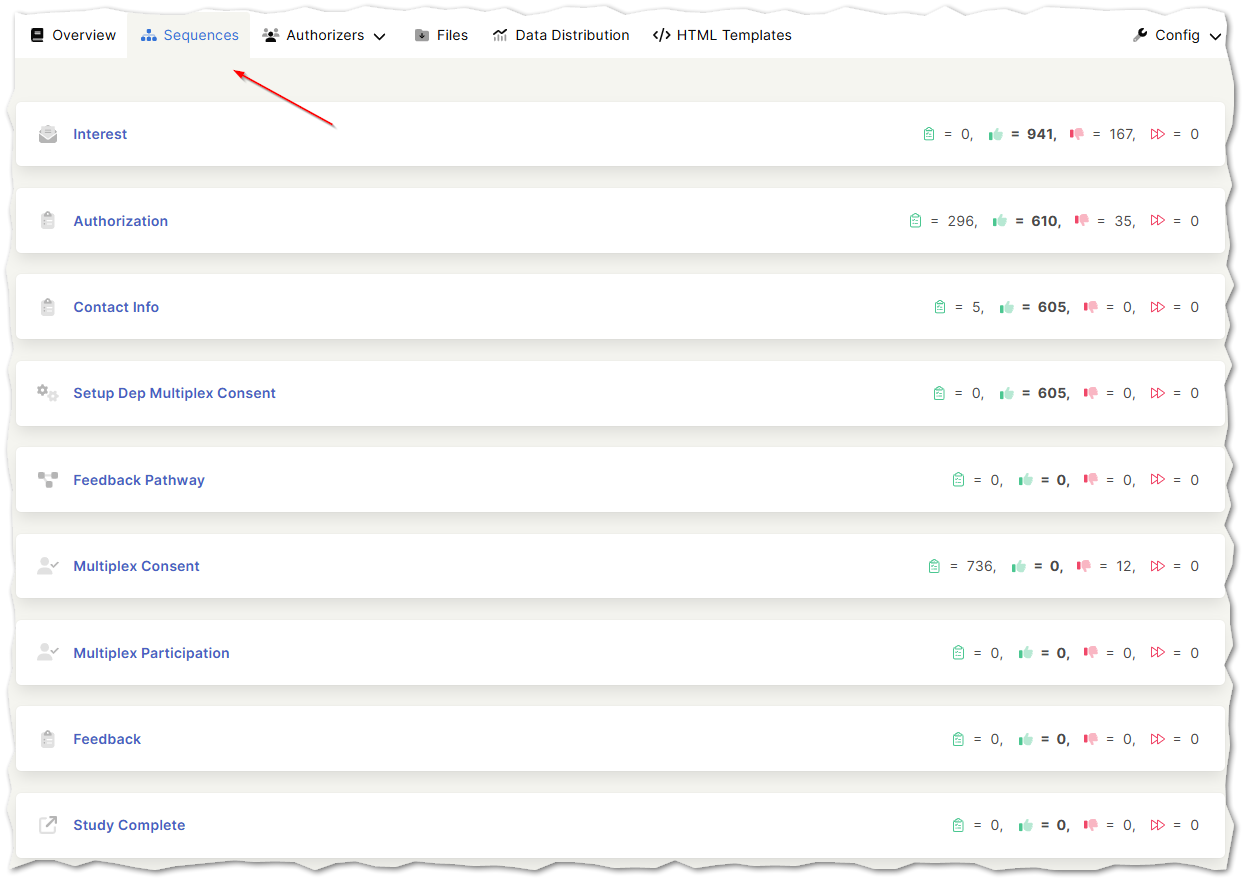 Overview Sequences Authorizers Files Data Distribution </> HTML Templates Config
Interest = 0, = 941, = 167, = 0
Authorization = 296, = 610, = 35, = 0
Contact Info = 5, = 605, = 0, = 0
Setup Dep Multiplex Consent = 0, = 605, = 0, = 0
Feedback Pathway = 0, = 0, = 0, = 0
Multiplex Consent = 736, = 0, = 12, = 0
Multiplex Participation = 0, = 0, = 0, = 0
Feedback = 0, = 0, = 0, = 0
Study Complete = 0, = 0, = 0, = 0